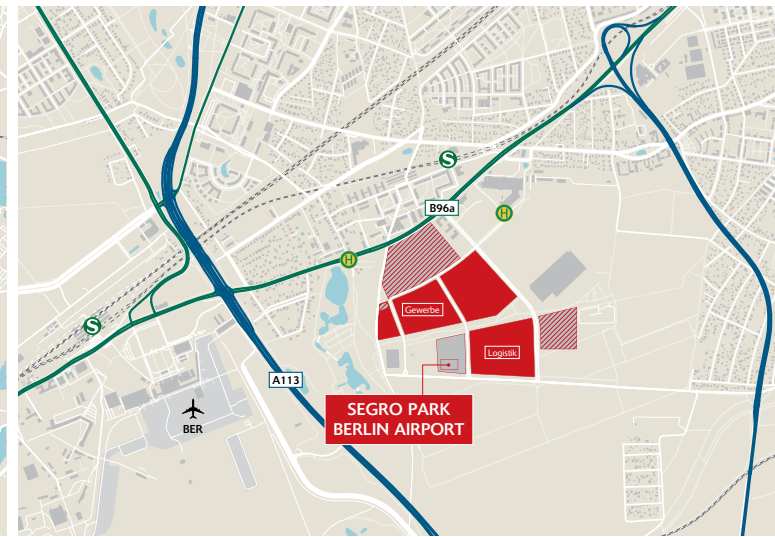 S
B96a
H
H
Gewerbe
S
Logistik
A113
SEGRO PARK
BERLIN AIRPORT
BER